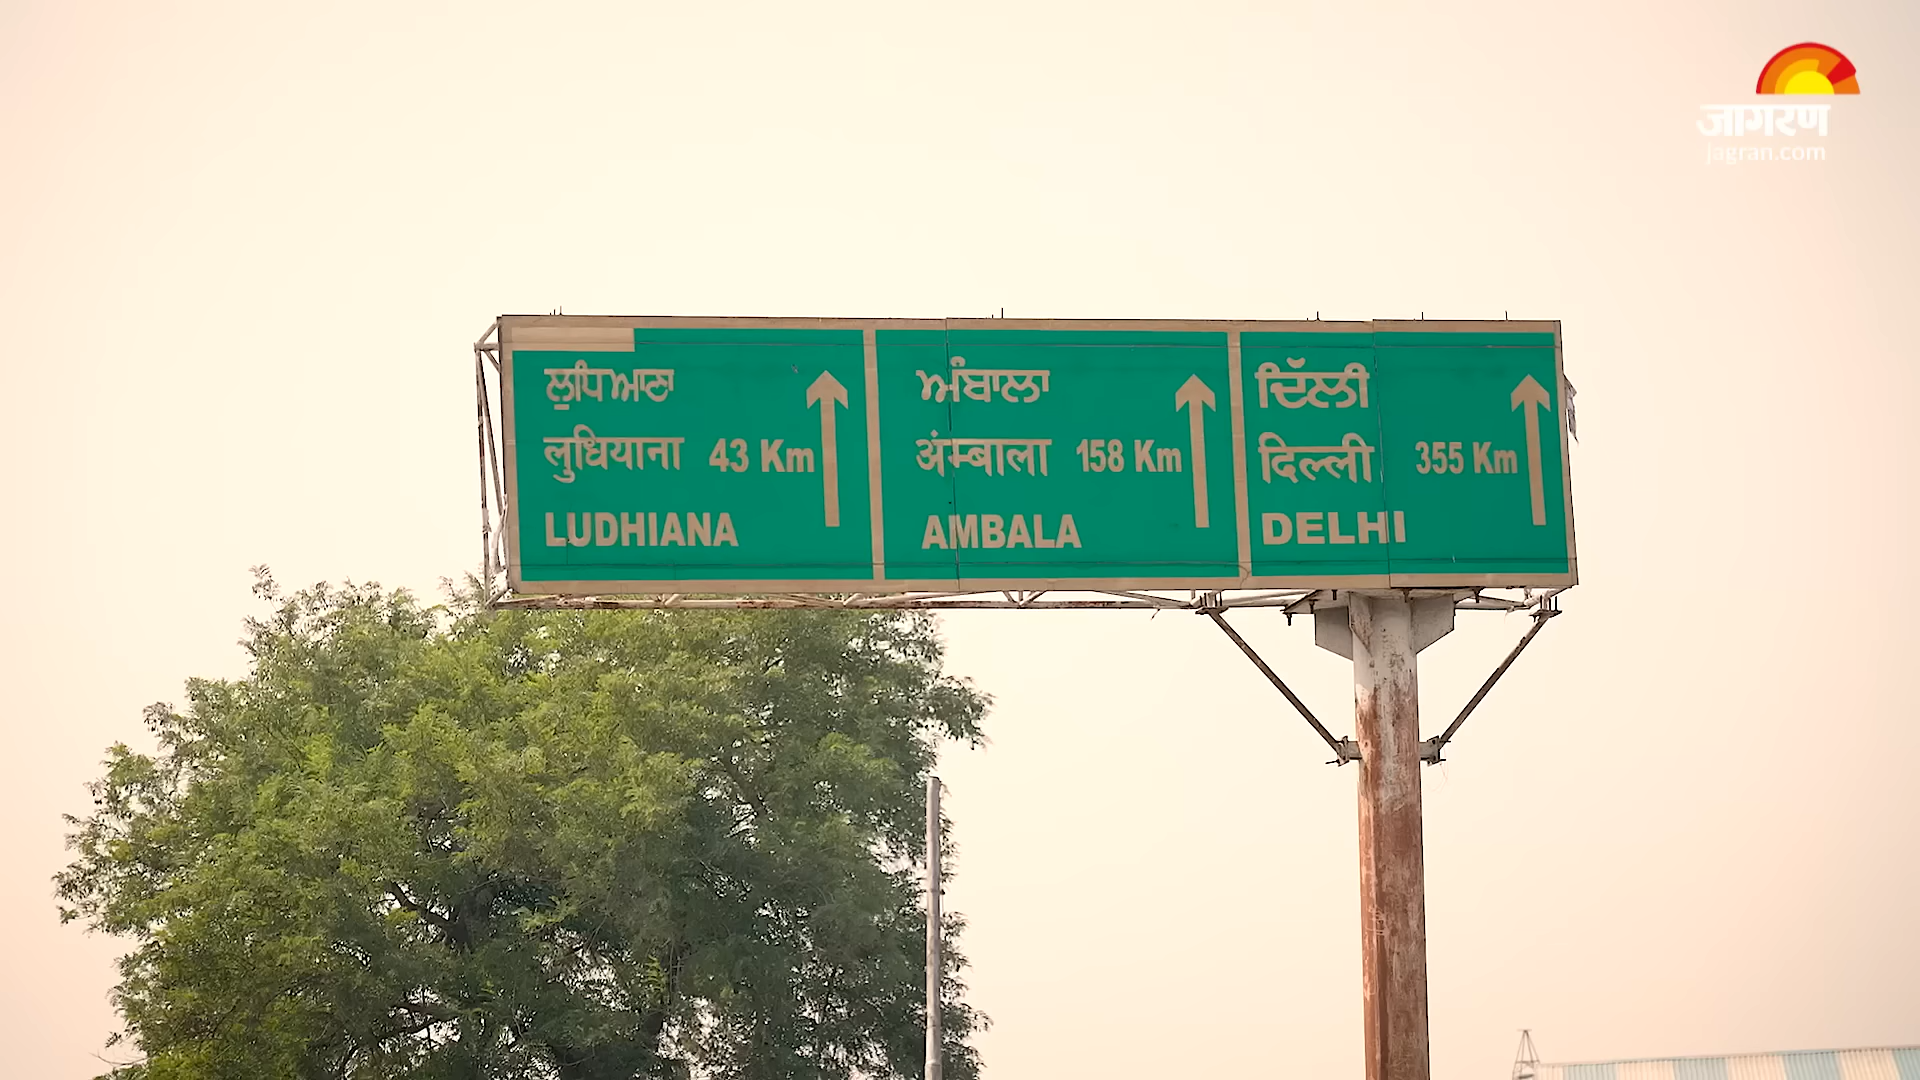 जागरण
jagran.com
ਲੁਧਿਆਣਾ
लुधियाना 43 Km
LUDHIANA
ਅੰਬਾਲਾ
अंम्बाला 158 Km
AMBALA
ਦਿੱਲੀ
दिल्ली 355 Km
DELHI